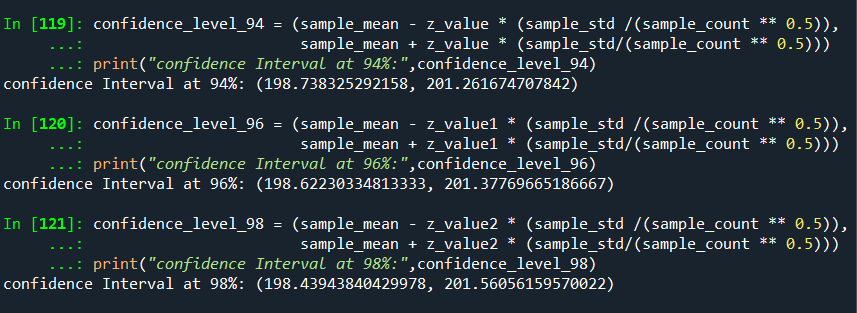 In [119]: confidence_level_94 = (sample_mean - z_value * (sample_std /(sample_count ** 0.5)),
...: sample_mean + z_value * (sample_std/(sample_count ** 0.5)))
...: print("confidence Interval at 94%:",confidence_level_94)
confidence Interval at 94%: (198.738325292158, 201.261674707842)
In [120]: confidence_level_96 = (sample_mean - z_value1 * (sample_std /(sample_count ** 0.5)),
...: sample_mean + z_value1 * (sample_std/(sample_count ** 0.5)))
...: print("confidence Interval at 96%:",confidence_level_96)
confidence Interval at 96%: (198.62230334813333, 201.37769665186667)
In [121]: confidence_level_98 = (sample_mean - z_value2 * (sample_std /(sample_count ** 0.5)),
...: sample_mean + z_value2 * (sample_std/(sample_count ** 0.5)))
...: print("confidence Interval at 98%:",confidence_level_98)
confidence Interval at 98%: (198.43943840429978, 201.56056159570022)